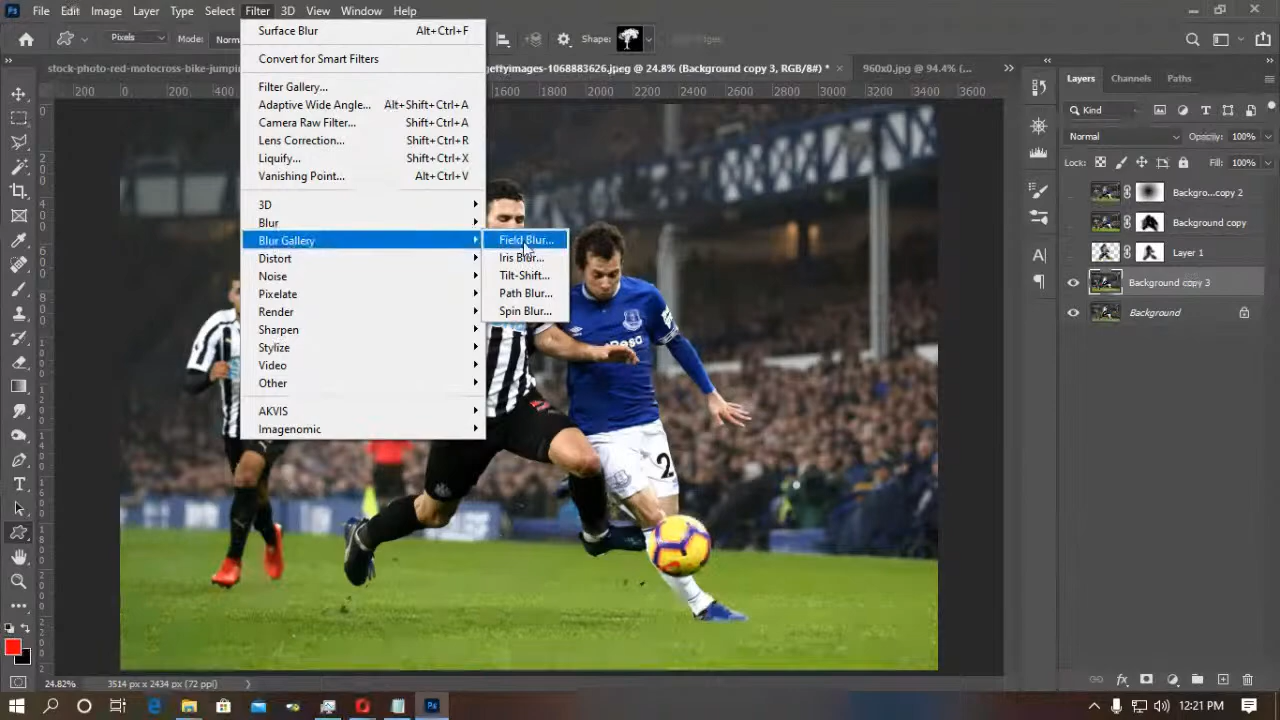 File Edit Image Layer Type Select Filter 3D View Plugins Window Help
Pixels Mode: Norm Shape: Edges
stock-photo-red-motocross-bike-jumpin gettyimages-1068883626.jpeg @ 24.8% (Background copy 3, RGB/8#) * × 960x0.jpg @ 94.4% (...
200 0 200 400 1600 1800 2000 2200 2400 2600 2800 3000 3200 3400 3600
Surface Blur Alt+Ctrl+F
Convert for Smart Filters
Filter Gallery...
Adaptive Wide Angle... Alt+Shift+Ctrl+A
Camera Raw Filter... Shift+Ctrl+A
Lens Correction... Shift+Ctrl+R
Liquify... Shift+Ctrl+X
Vanishing Point... Alt+Ctrl+V
3D
Blur
Blur Gallery
Distort
Noise
Pixelate
Render
Sharpen
Stylize
Video
Other
AKVIS
Imagenomic
Field Blur...
Iris Blur...
Tilt-Shift...
Path Blur...
Spin Blur...
Layers Channels Paths
Kind
Normal Opacity: 100%
Lock: Fill: 100%
Backgro...copy 2
Background copy
Layer 1
Background copy 3
Background
2
24.82% 3514 px x 2434 px (72 ppi)
12:21 PM